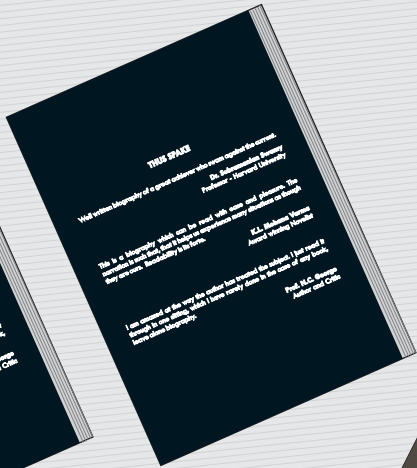 THUS SPAKE
Well written biography of a great achiever who swam against the current.
Dr. Subramanian Swamy
Professor - Harvard University
This is a biography which can be read with ease and pleasure. The
narration is such that, that it helps us experience many situations as though
they are ours. Readability is its forte.
K.L. Mohana Varma
Award winning Novelist
I am amazed at the way the author has treated the subject. I just read it
through in one sitting, which I have rarely done in the case of any book,
leave alone biography.
Prof. M.C. George
Author and Critic
George
Critic